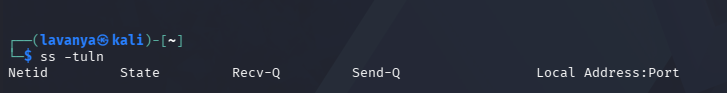 ┌──(lavanya㉿kali)-[~]
└─$ ss -tuln
Netid State Recv-Q Send-Q Local Address:Port